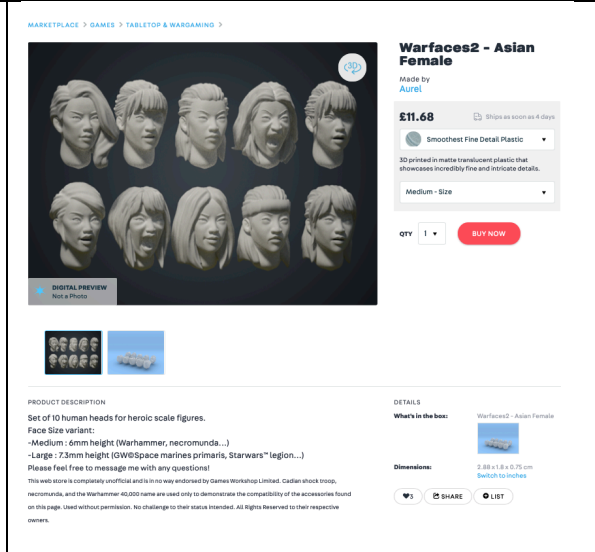 MARKETPLACE > GAMES > TABLETOP & WARGAMING >
Warfaces2 - Asian
Female
Made by
Aurel
£11.68
Ships as soon as 4 days
Smoothest Fine Detail Plastic
3D printed in matte translucent plastic that
showcases incredibly fine and intricate details.
Medium - Size
QTY 1 BUY NOW
3D
DIGITAL PREVIEW
Not a Photo
PRODUCT DESCRIPTION
Set of 10 human heads for heroic scale figures.
Face Size variant:
-Medium : 6mm height (Warhammer, necromunda...)
-Large : 7.3mm height (GW©Space marines primaris, Starwars™ legion...)
Please feel free to message me with any questions!
This web store is completely unofficial and is in no way endorsed by Games Workshop Limited. Cadian shock troop,
necromunda, and the Warhammer 40,000 name are used only to demonstrate the compatibility of the accessories found
on this page. Used without permission. No challenge to their status intended. All Rights Reserved to their respective
owners.
DETAILS
What's in the box: Warfaces2 - Asian Female
Dimensions: 2.88 x 1.8 x 0.75 cm
Switch to inches
3 SHARE LIST